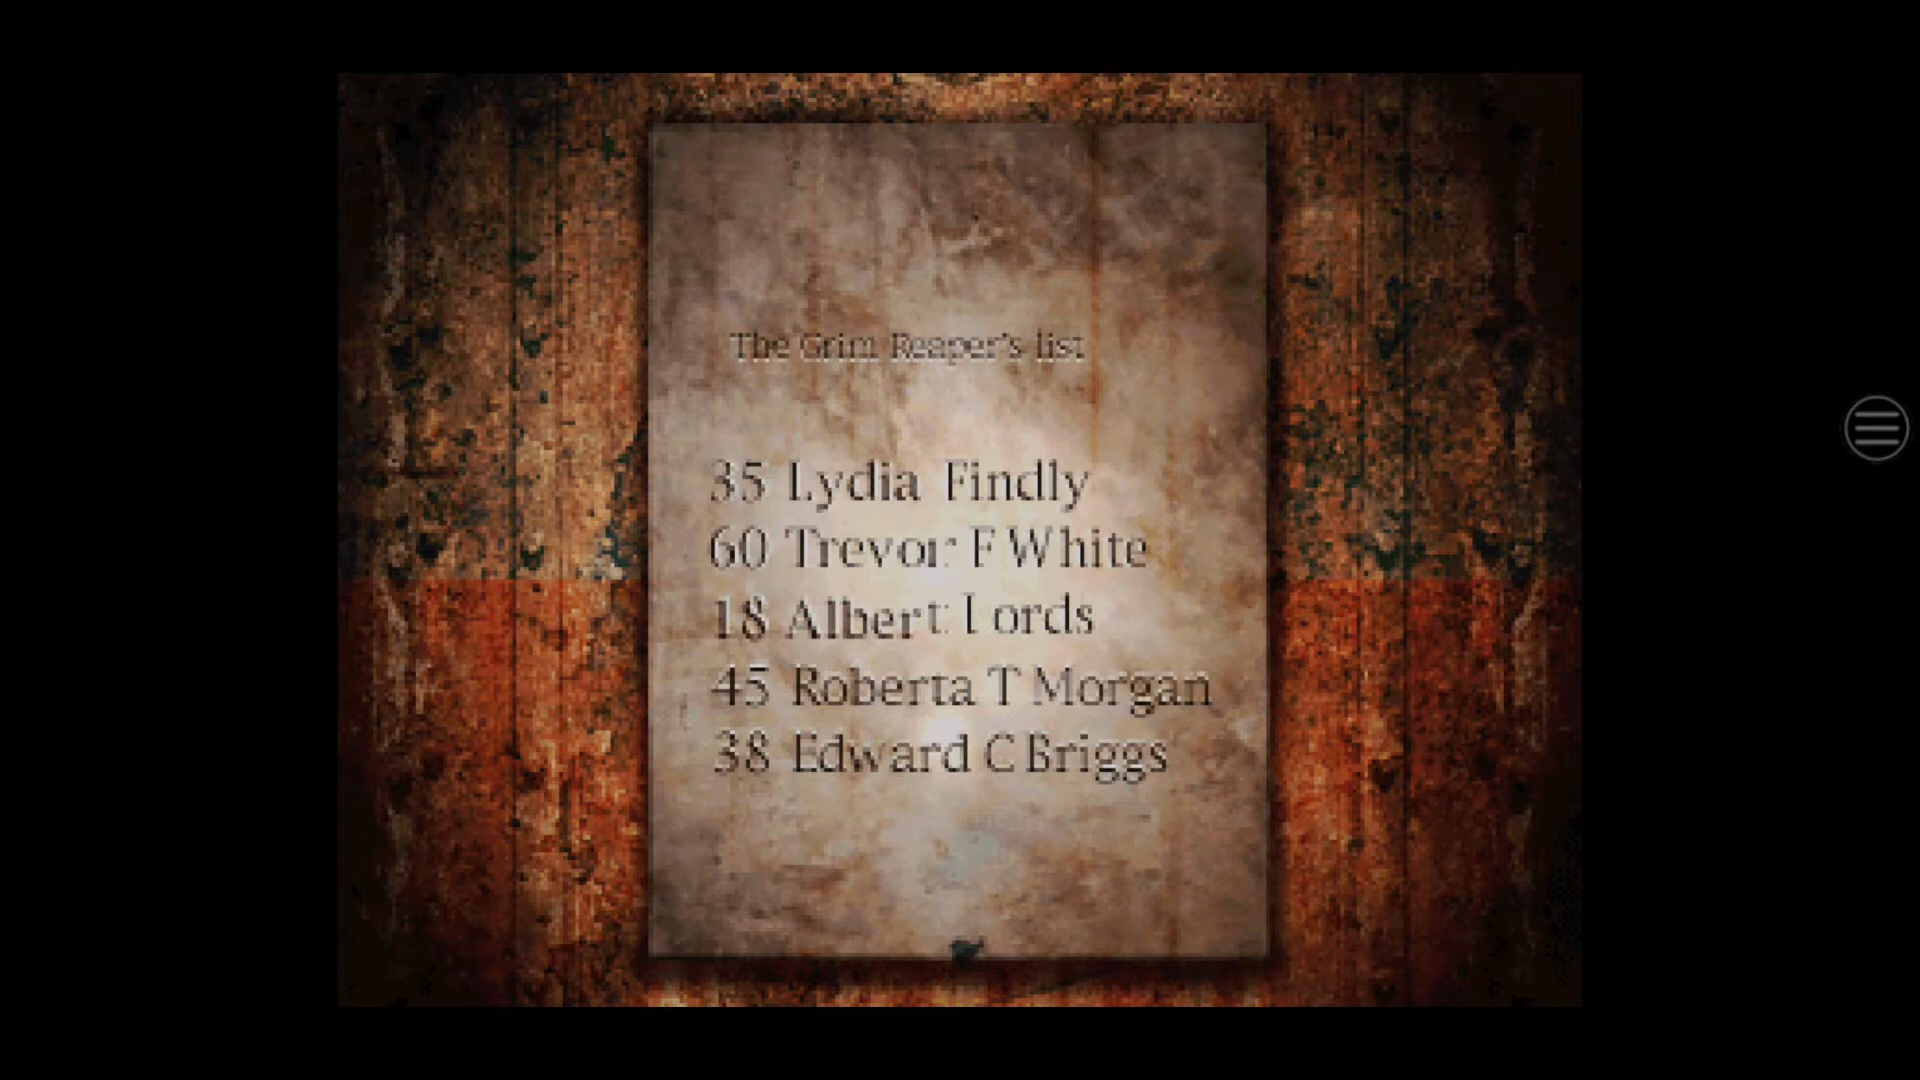 The Grim Reaper's list
35 Lydia Findly
60 Trevor F White
18 Albert Lords
45 Roberta T Morgan
38 Edward C Briggs